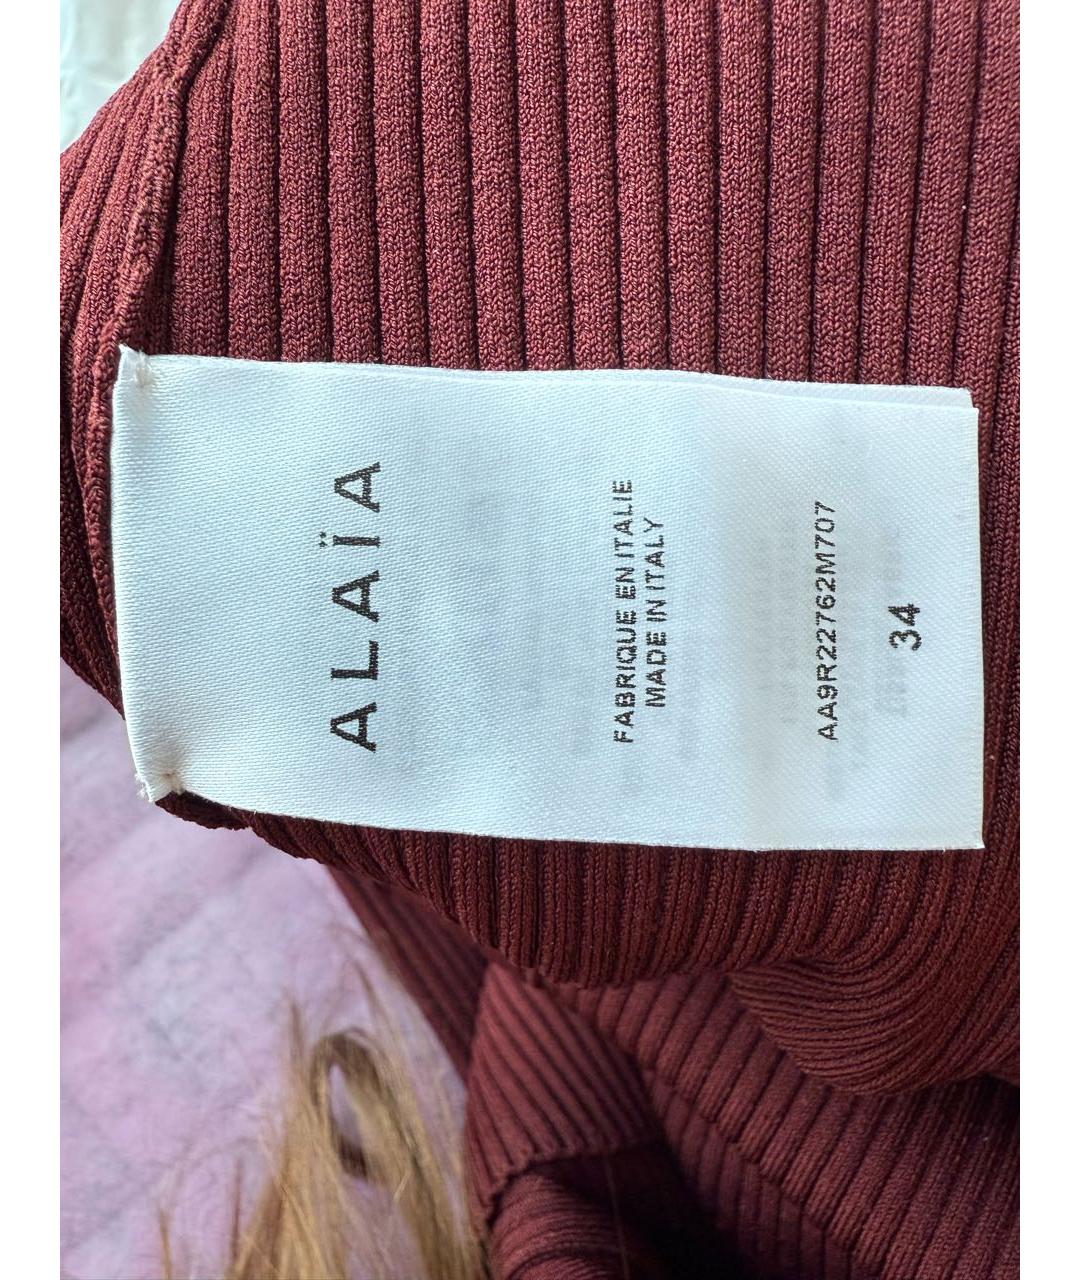 ALAÏA
FABRIQUE EN ITALIE
MADE IN ITALY
AA9R22762M707
34